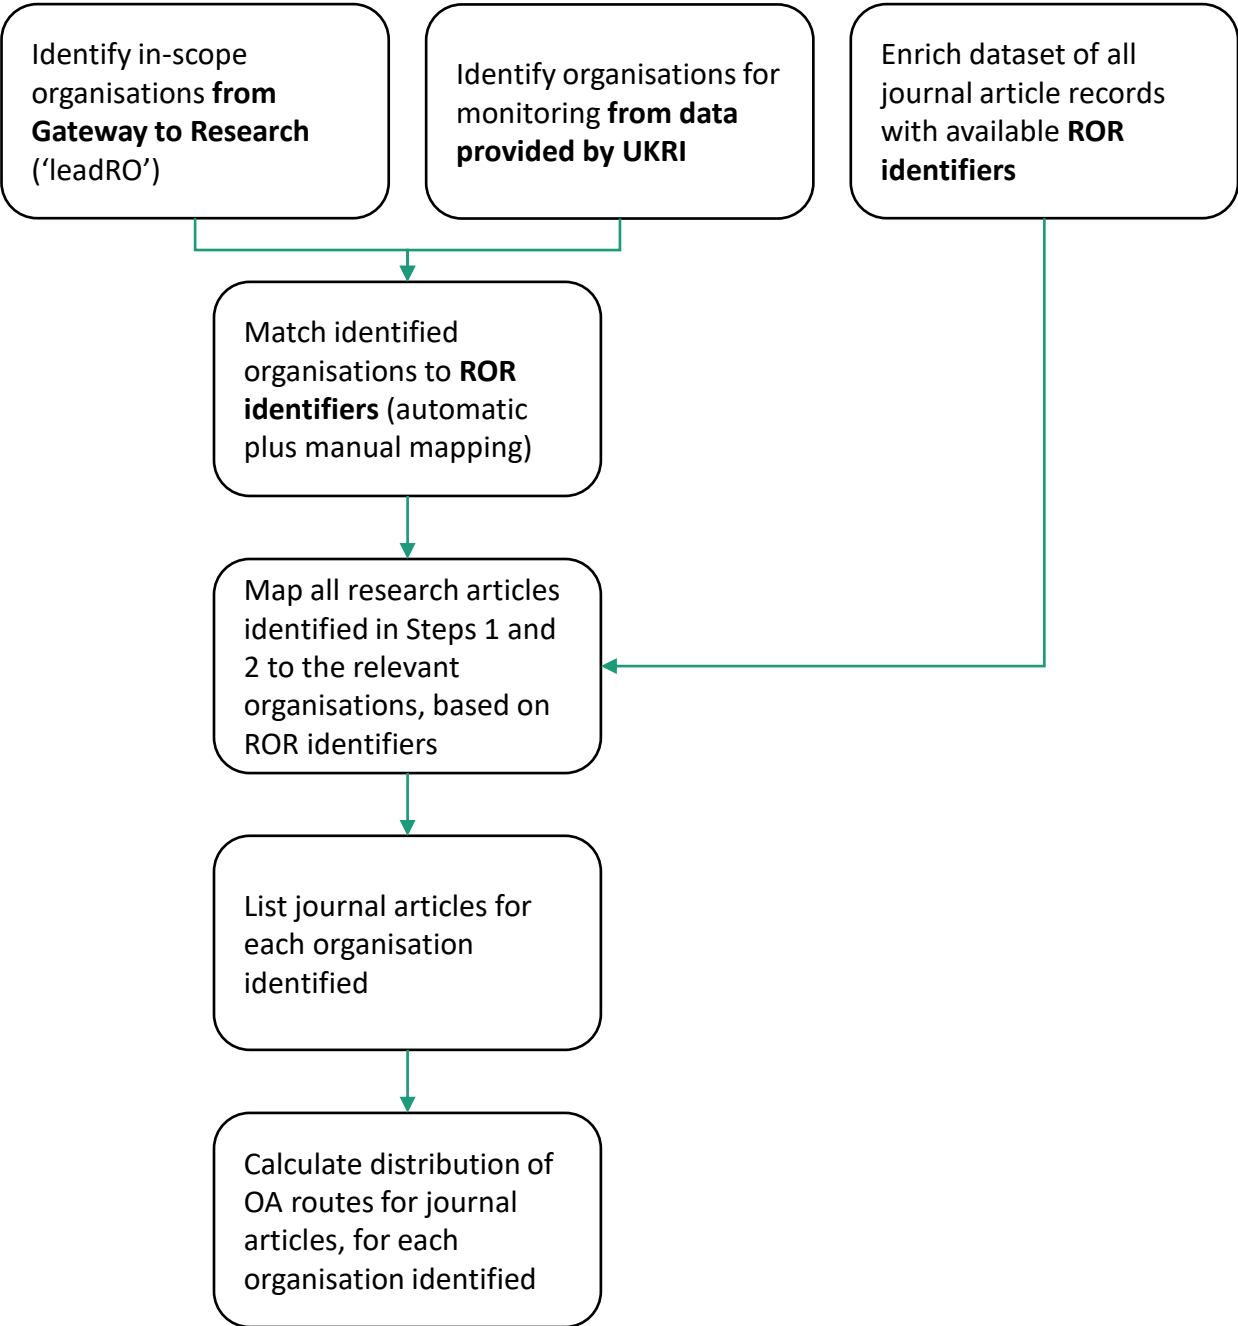 Identify in-scope
organisations from
Gateway to Research
(‘leadRO’)
Identify organisations for
monitoring from data
provided by UKRI
Enrich dataset of all
journal article records
with available ROR
identifiers
Match identified
organisations to ROR
identifiers (automatic
plus manual mapping)
Map all research articles
identified in Steps 1 and
2 to the relevant
organisations, based on
ROR identifiers
List journal articles for
each organisation
identified
Calculate distribution of
OA routes for journal
articles, for each
organisation identified